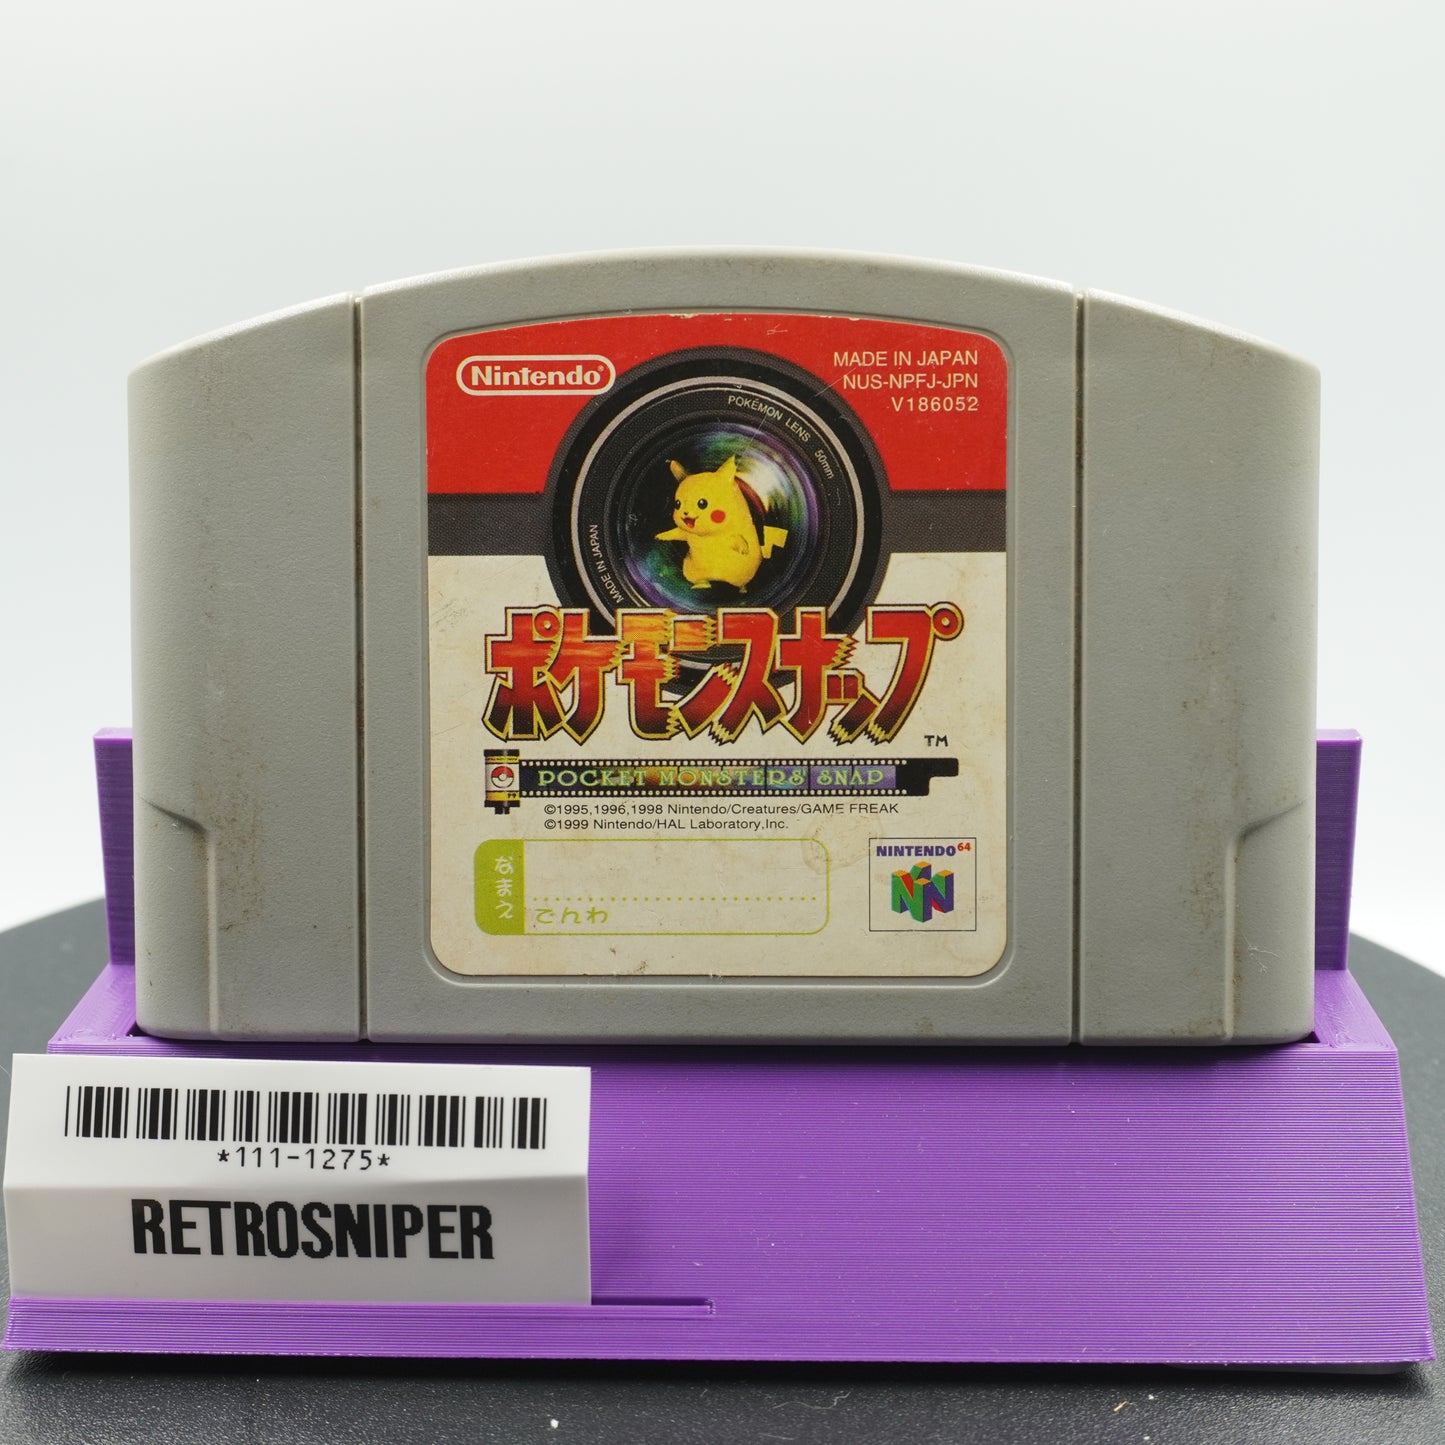 Nintendo®
MADE IN JAPAN
NUS-NPFJ-JPN
V186052
POKÉMON LENS 50mm
MADE IN JAPAN
ポケモンスナップ
TM
POCKET MONSTERS SNAP
©1995,1996,1998 Nintendo/Creatures/GAME FREAK
©1999 Nintendo/HAL Laboratory,Inc.
なまえ
でんわ
NINTENDO 64
*111-1275*
RETROSNIPER